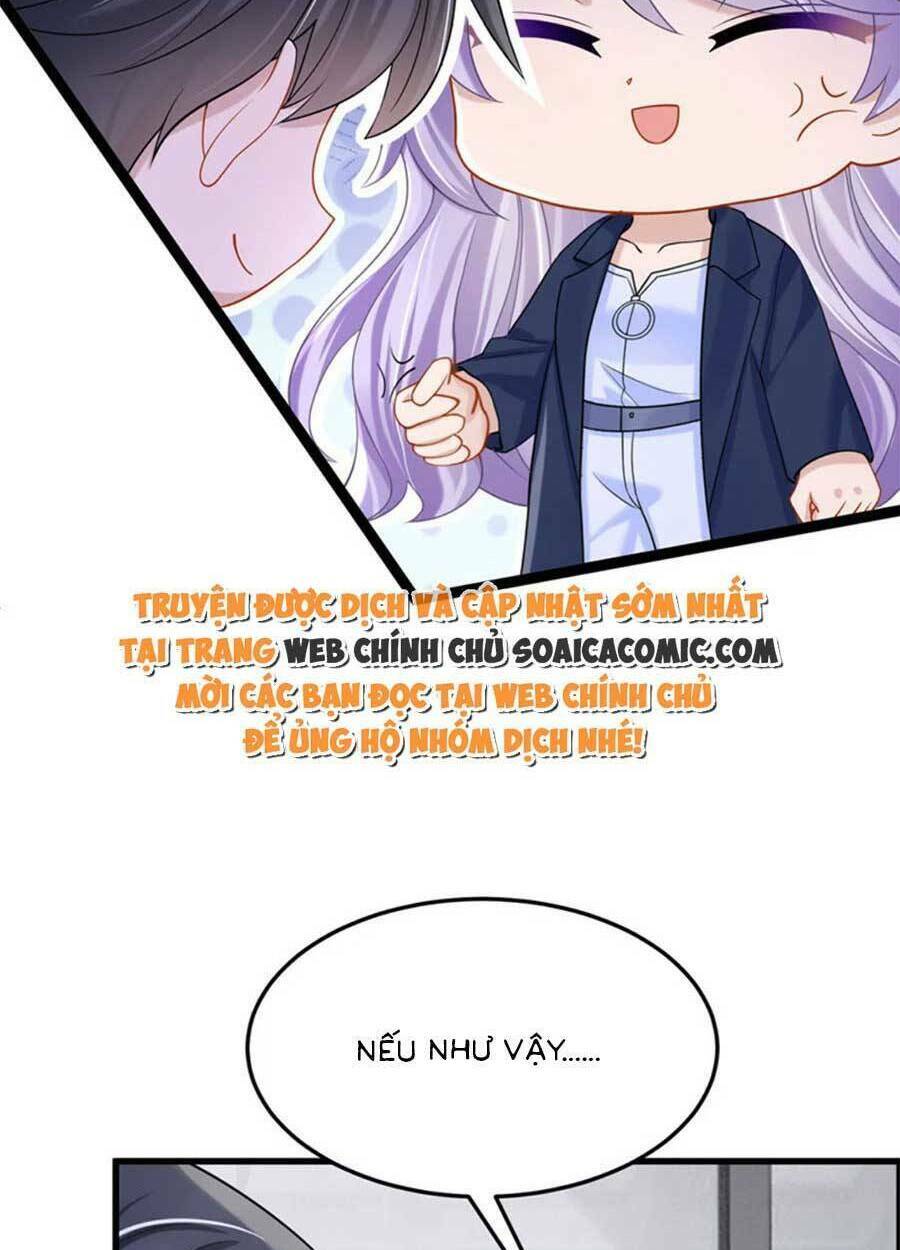 TRUYỆN ĐƯỢC DỊCH VÀ CẬP NHẬT SỚM NHẤT
TẠI TRANG WEB CHÍNH CHỦ SOAICACOMIC.COM
MỜI CÁC BẠN ĐỌC TẠI WEB CHÍNH CHỦ
ĐỂ ỦNG HỘ NHÓM DỊCH NHÉ!
NẾU NHƯ VẬY......